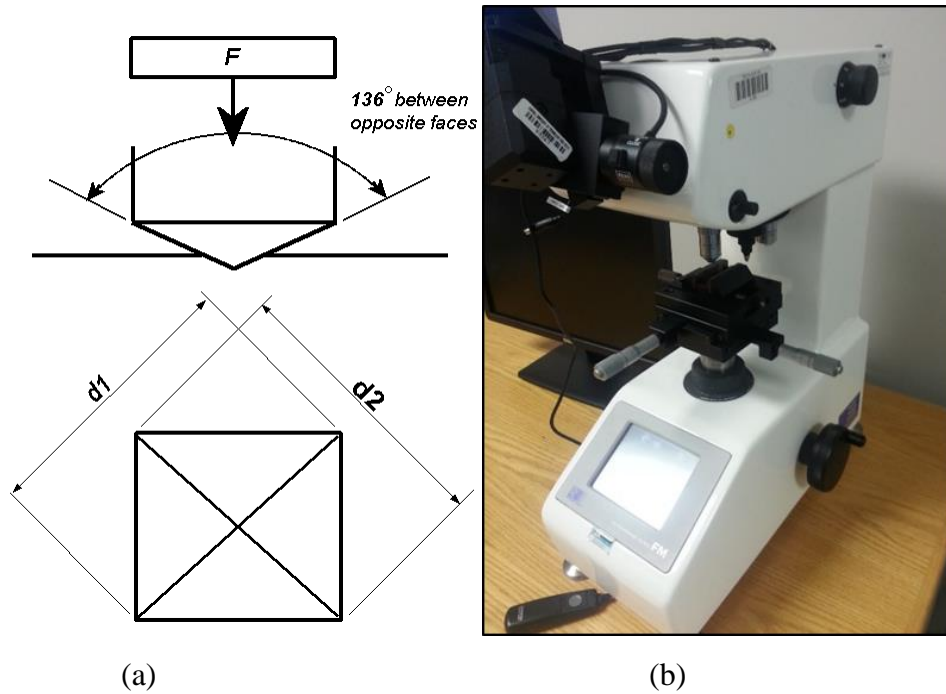 F
136° between
opposite faces
d1
d2
FM
(a)
(b)